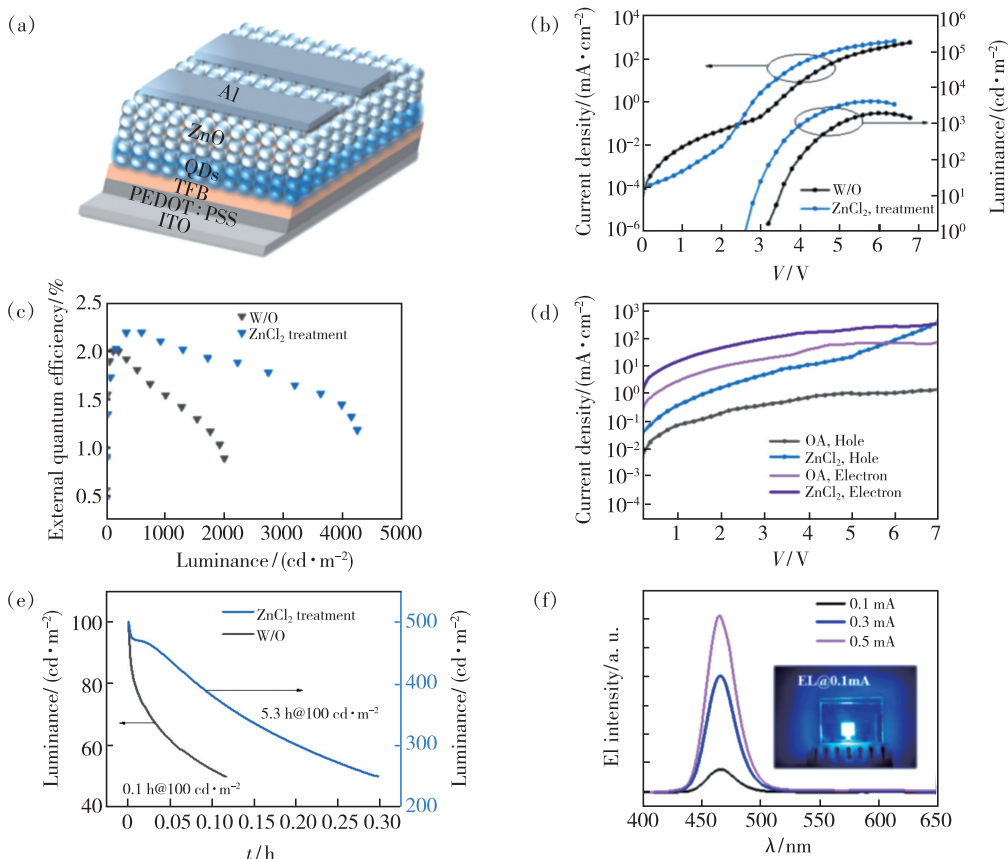 (a)
Al
ZnO
QDs
TFB
PEDOT:PSS
ITO
(b)
Current density/(mA·cm⁻²)
10⁴
10²
10⁰
10⁻²
10⁻⁴
10⁻⁶
0 1 2 3 4 5 6 7
V/V
10⁶
10⁵
10⁴
10³
10²
10¹
10⁰
Luminance/(cd·m⁻²)
W/O
ZnCl₂, treatment
(c)
External quantum efficiency/%
2.5
2.0
1.5
1.0
0.5
0 1000 2000 3000 4000 5000
Luminance/(cd·m⁻²)
W/O
ZnCl₂ treatment
(d)
Current density/(mA·cm⁻²)
10³
10²
10¹
10⁰
10⁻¹
10⁻²
10⁻³
10⁻⁴
1 2 3 4 5 6 7
V/V
OA, Hole
ZnCl₂, Hole
OA, Electron
ZnCl₂, Electron
(e)
Luminance/(cd·m⁻²)
100
80
60
40
0 0.05 0.10 0.15 0.20 0.25 0.30
t/h
500
400
300
250
200
Luminance/(cd·m⁻²)
ZnCl₂ treatment
W/O
5.3 h@100 cd·m⁻²
0.1 h@100 cd·m⁻²
(f)
El intensity/a. u.
400 450 500 550 600 650
λ/nm
0.1 mA
0.3 mA
0.5 mA
EL@0.1mA